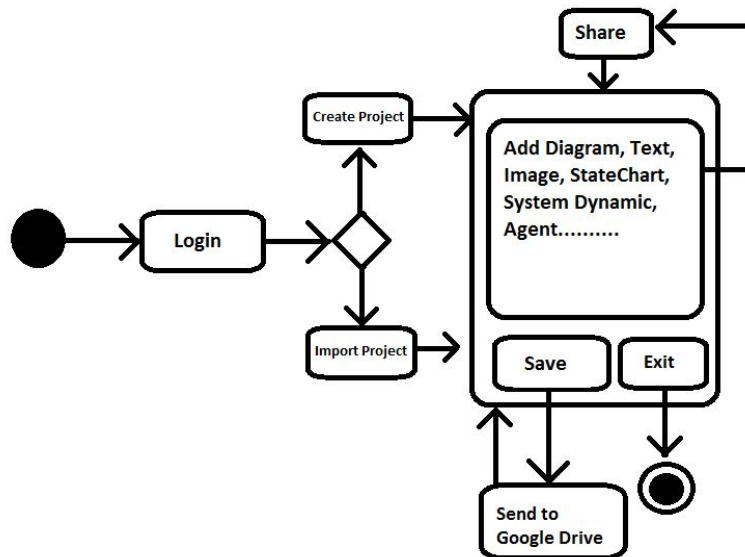 Share
Create Project
Add Diagram, Text,
Image, StateChart,
System Dynamic,
Agent..........
Login
Import Project
Save
Exit
Send to
Google Drive